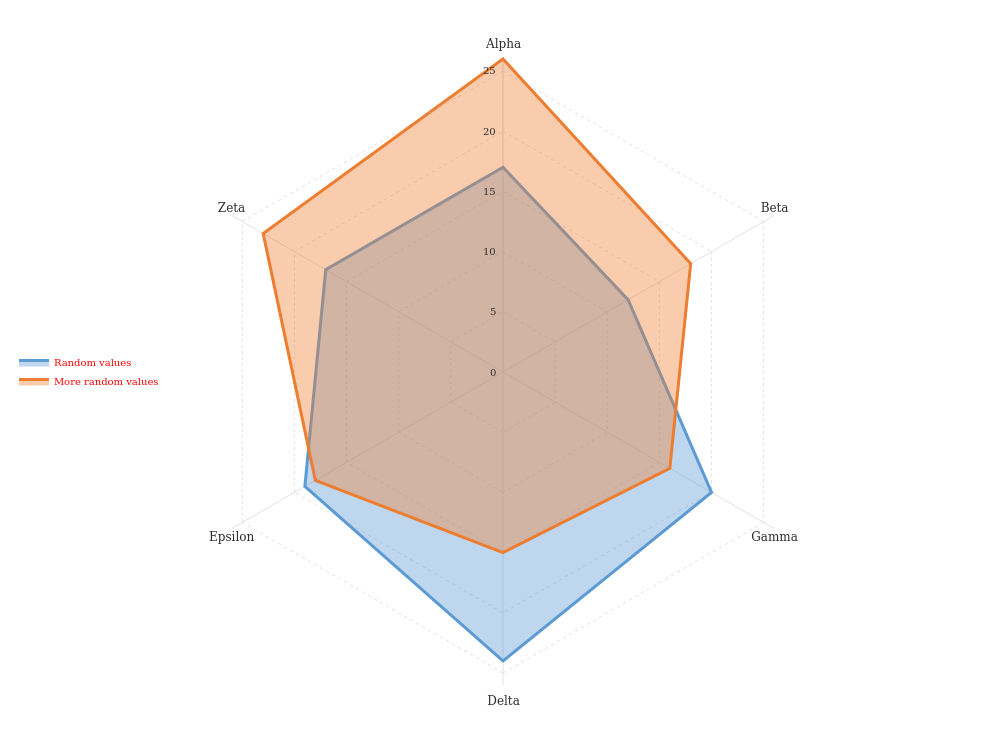 Alpha
25
20
Zeta
Beta
15
10
5
Random values
0
More random values
Epsilon
Gamma
Delta